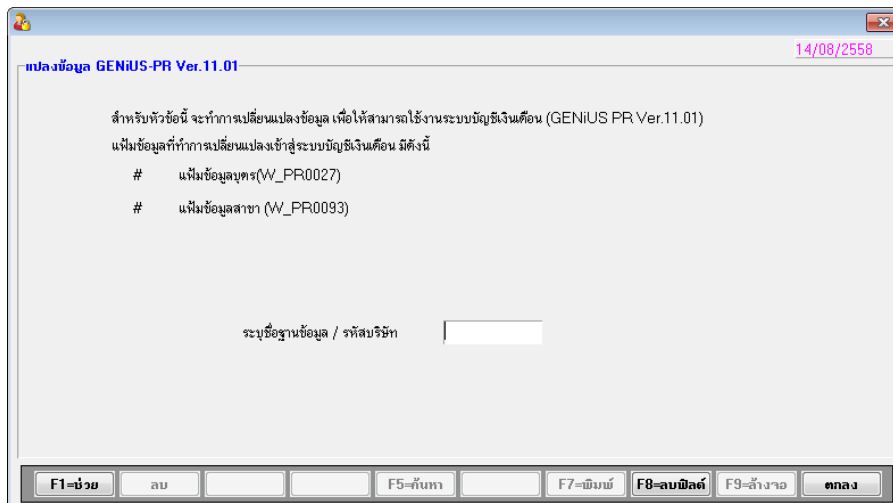 14/08/2558
แปลงข้อมูล GENiUS-PR Ver.11.01
สำหรับหัวข้อนี้ จะทำการเปลี่ยนแปลงข้อมูล เพื่อให้สามารถใช้งานระบบบัญชีเงินเดือน (GENiUS PR Ver.11.01)
แฟ้มข้อมูลที่ทำการเปลี่ยนแปลงเข้าสู่ระบบบัญชีเงินเดือน มีดังนี้
# แฟ้มข้อมูลบุตร(W_PR0027)
# แฟ้มข้อมูลสาขา (W_PR0093)
ระบุชื่อฐานข้อมูล / รหัสบริษัท
F1=ช่วย ลบ F5=ค้นหา F7=พิมพ์ F8=ลบฟิลด์ F9=ล้างจอ ตกลง